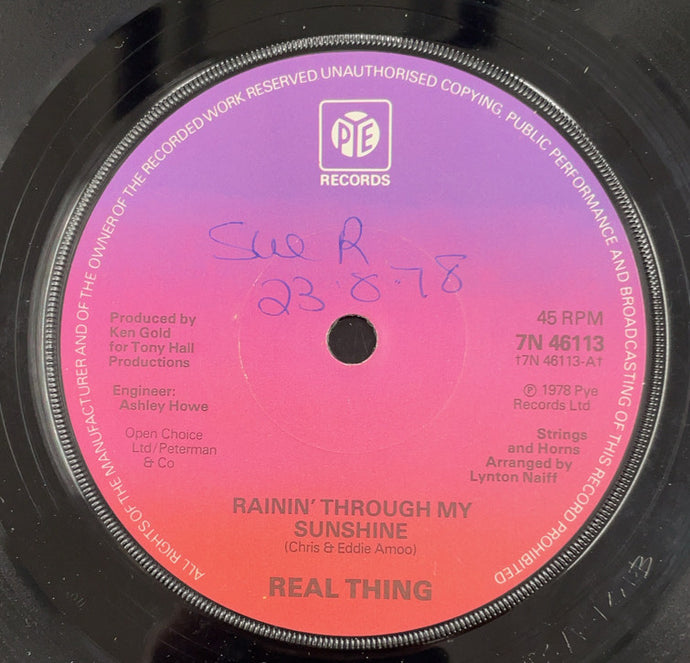 ALL RIGHTS OF THE MANUFACTURER AND OF THE OWNER OF THE RECORDED WORK RESERVED UNAUTHORISED COPYING, PUBLIC PERFORMANCE AND BROADCASTING OF THIS RECORD PROHIBITED
PYE
RECORDS
Sue R
23·8·78
Produced by
Ken Gold
for Tony Hall
Productions
Engineer:
Ashley Howe
Open Choice
Ltd/Peterman
& Co
45 RPM
7N 46113
†7N 46113-A†
℗ 1978 Pye
Records Ltd
Strings
and Horns
Arranged by
Lynton Naiff
RAININ' THROUGH MY
SUNSHINE
(Chris & Eddie Amoo)
REAL THING